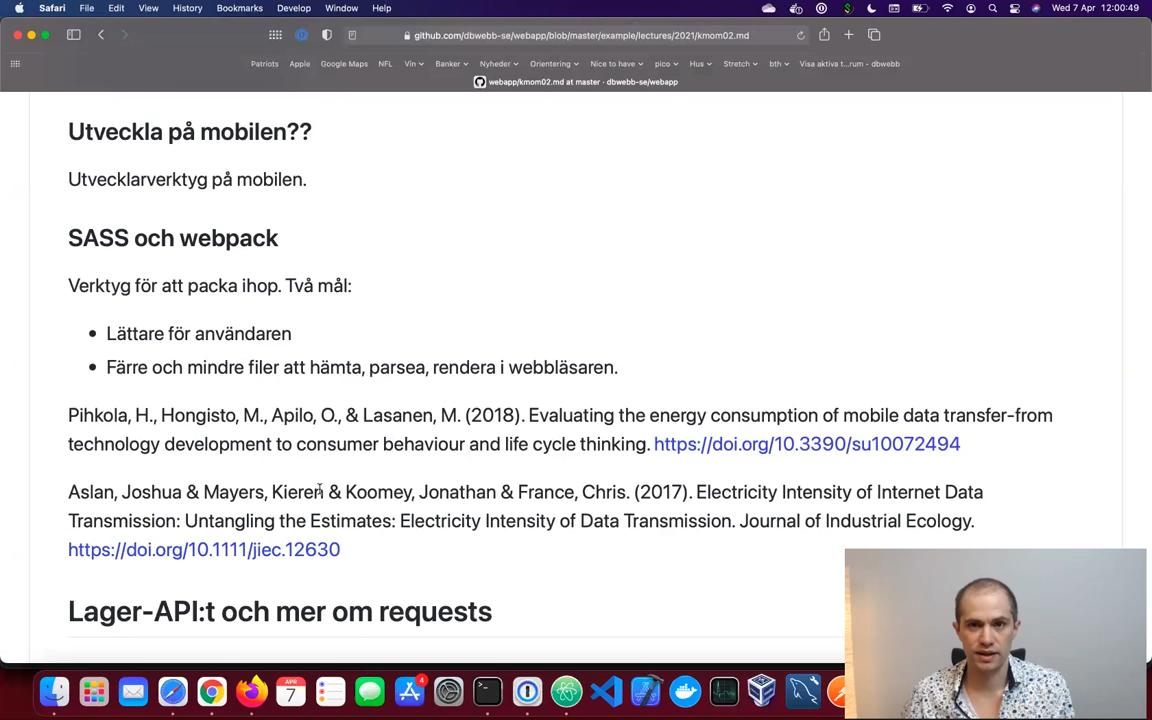 Safari File Edit View History Bookmarks Develop Window Help Wed 7 Apr 12:00:49
github.com/dbwebb-se/webapp/blob/master/example/lectures/2021/kmom02.md
Patriots Apple Google Maps NFL Vin Banker Nyheder Orientering Nice to have pico Hus Stretch bth Visa aktiva t...rum - dbwebb
webapp/kmom02.md at master · dbwebb-se/webapp
Utveckla på mobilen??
Utvecklarverktyg på mobilen.
SASS och webpack
Verktyg för att packa ihop. Två mål:
• Lättare för användaren
• Färre och mindre filer att hämta, parsea, rendera i webbläsaren.
Pihkola, H., Hongisto, M., Apilo, O., & Lasanen, M. (2018). Evaluating the energy consumption of mobile data transfer-from
technology development to consumer behaviour and life cycle thinking. https://doi.org/10.3390/su10072494
Aslan, Joshua & Mayers, Kieren & Koomey, Jonathan & France, Chris. (2017). Electricity Intensity of Internet Data
Transmission: Untangling the Estimates: Electricity Intensity of Data Transmission. Journal of Industrial Ecology.
https://doi.org/10.1111/jiec.12630
Lager-API:t och mer om requests
APR
7
4